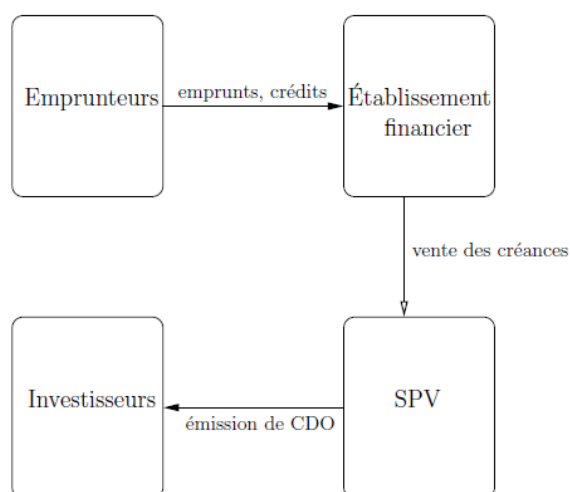 Emprunteurs
emprunts, crédits
Établissement
financier
vente des créances
Investisseurs
émission de CDO
SPV